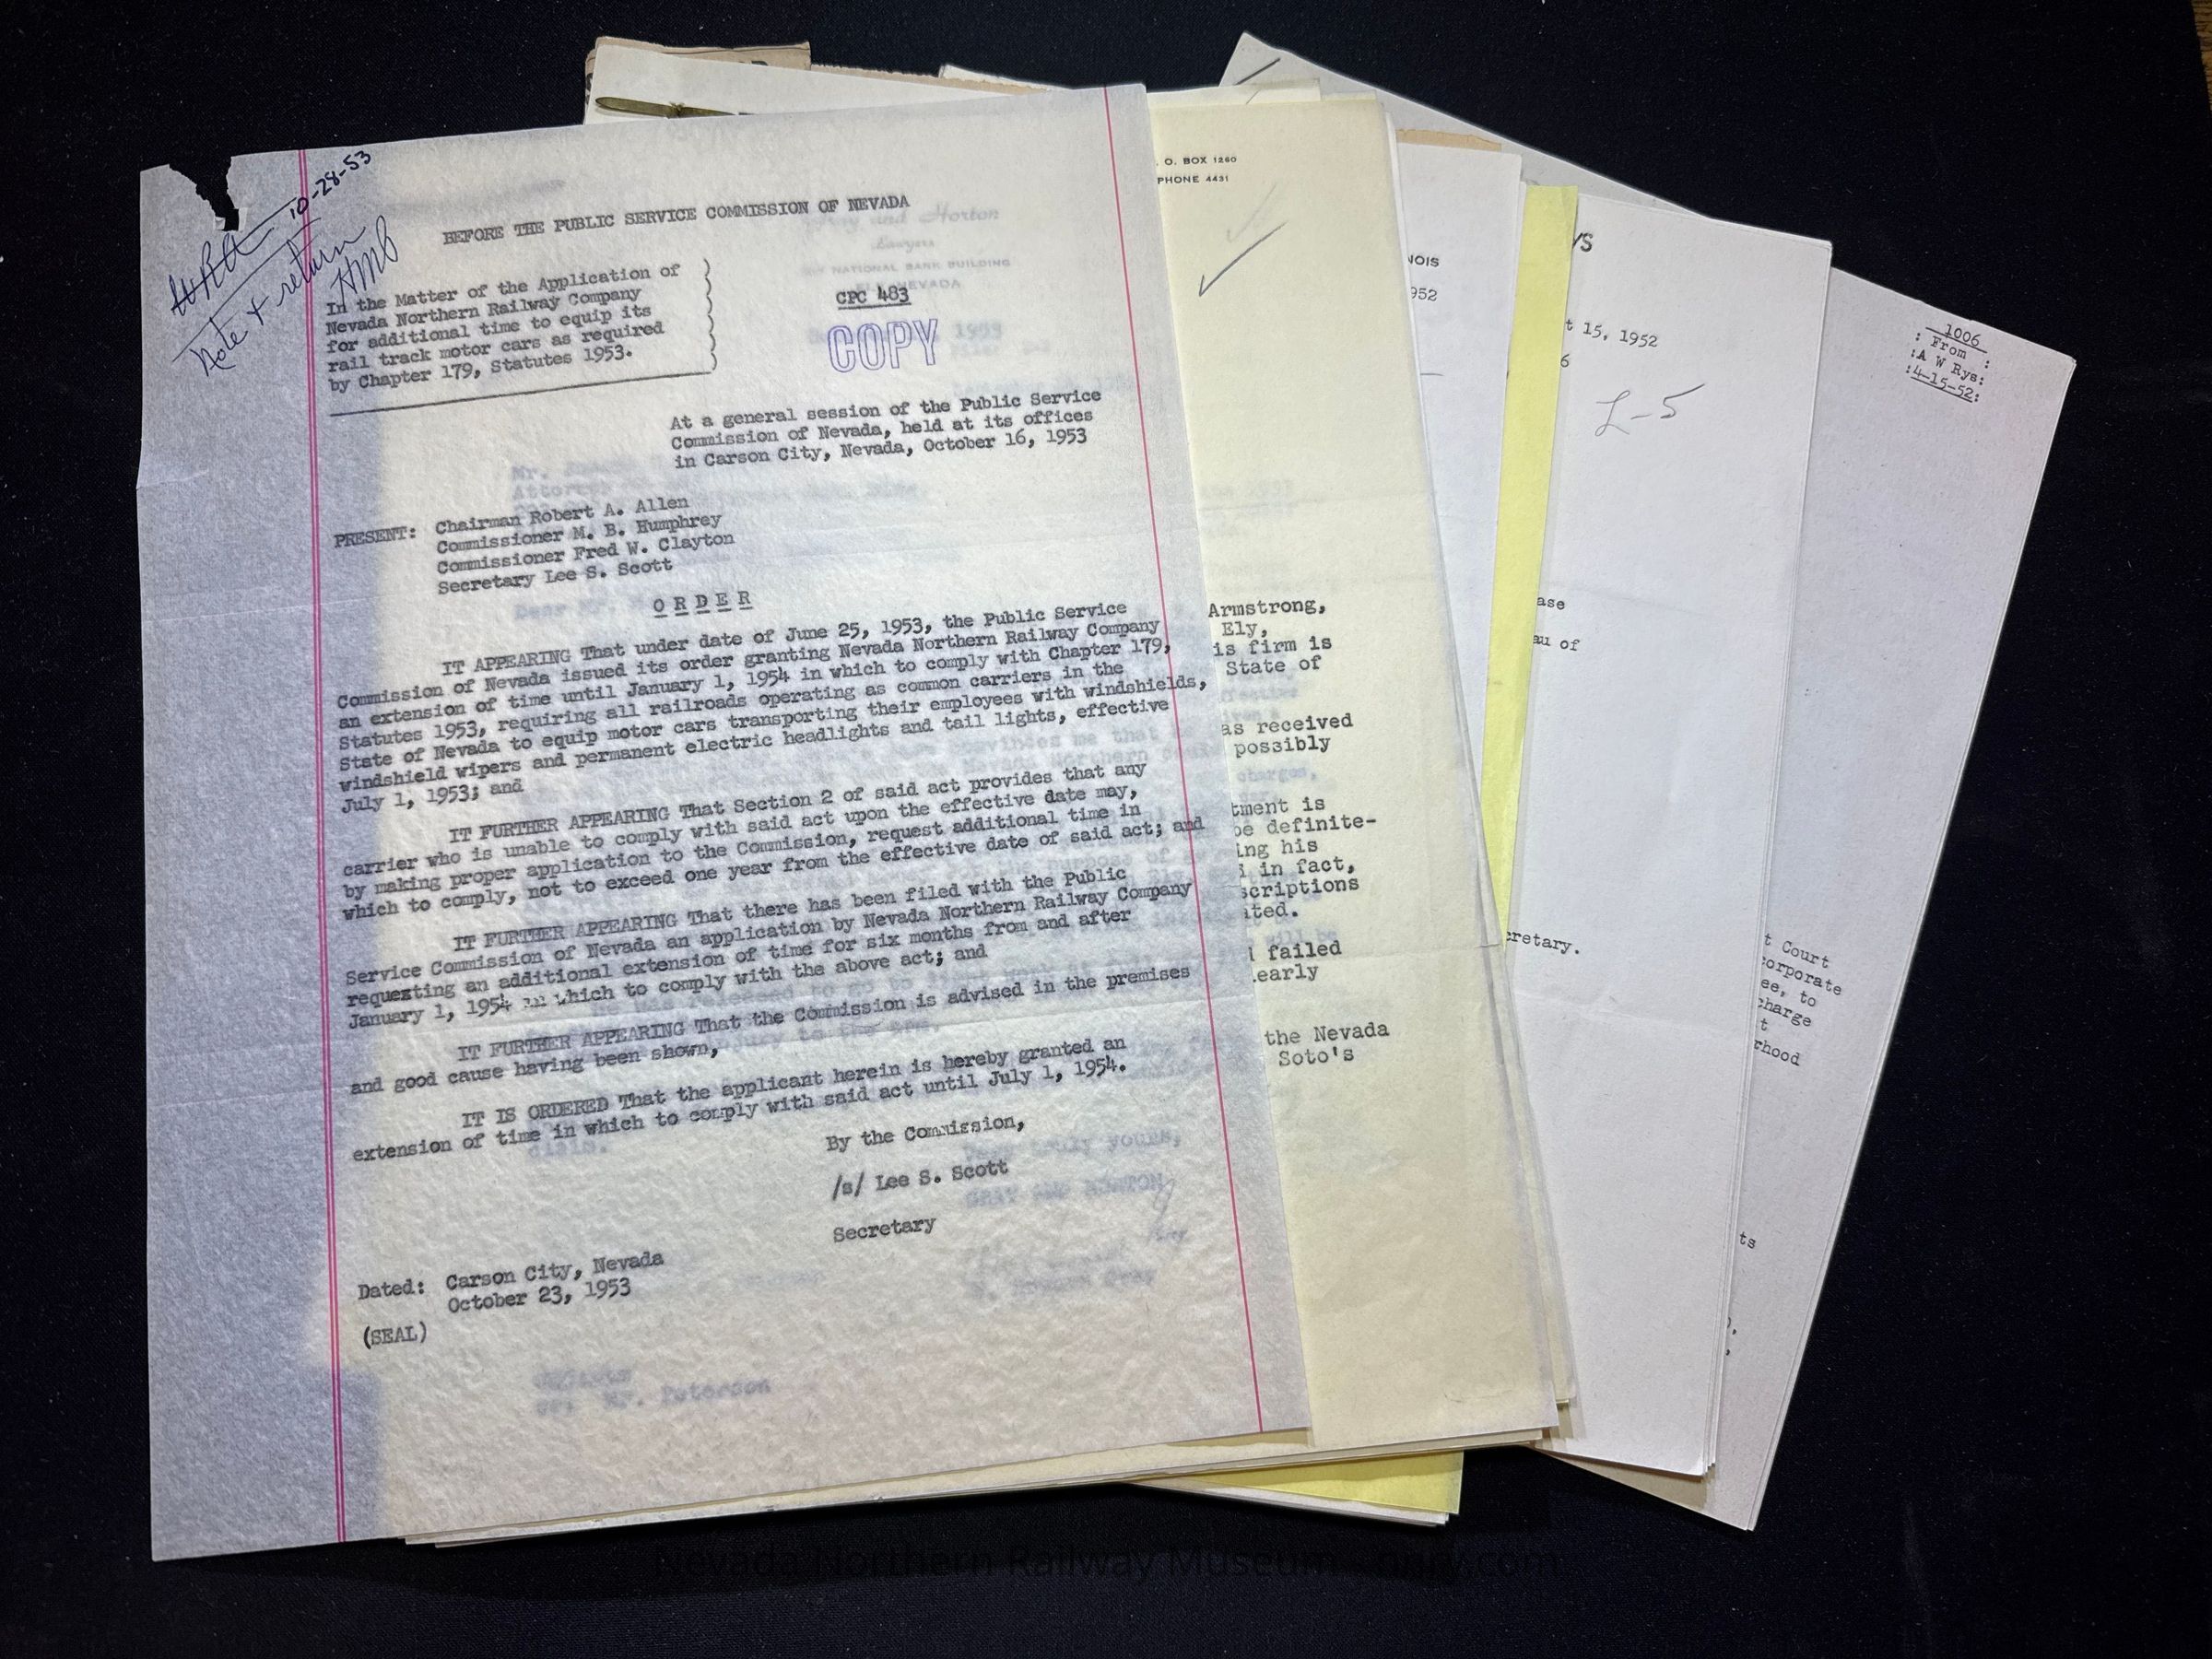 10-28-53
Note & return
HMB
BEFORE THE PUBLIC SERVICE COMMISSION OF NEVADA
In the Matter of the Application of
Nevada Northern Railway Company
for additional time to equip its
rail track motor cars as required
by Chapter 179, Statutes 1953.
CPC 483
COPY
At a general session of the Public Service
Commission of Nevada, held at its offices
in Carson City, Nevada, October 16, 1953
PRESENT: Chairman Robert A. Allen
Commissioner M. B. Humphrey
Commissioner Fred W. Clayton
Secretary Lee S. Scott
O R D E R
IT APPEARING That under date of June 25, 1953, the Public Service
Commission of Nevada issued its order granting Nevada Northern Railway Company
an extension of time until January 1, 1954 in which to comply with Chapter 179,
Statutes 1953, requiring all railroads operating as common carriers in the
State of Nevada to equip motor cars transporting their employees with windshields,
windshield wipers and permanent electric headlights and tail lights, effective
July 1, 1953; and
IT FURTHER APPEARING That Section 2 of said act provides that any
carrier who is unable to comply with said act upon the effective date may,
by making proper application to the Commission, request additional time in
which to comply, not to exceed one year from the effective date of said act; and
IT FURTHER APPEARING That there has been filed with the Public
Service Commission of Nevada an application by Nevada Northern Railway Company
requesting an additional extension of time for six months from and after
January 1, 1954 in which to comply with the above act; and
IT FURTHER APPEARING That the Commission is advised in the premises
and good cause having been shown,
IT IS ORDERED That the applicant herein is hereby granted an
extension of time in which to comply with said act until July 1, 1954.
By the Commission,
/s/ Lee S. Scott
Secretary
Dated: Carson City, Nevada
October 23, 1953
(SEAL)
. O. BOX 1260
PHONE 4431
Armstrong,
Ely,
is firm is
State of
as received
possibly
tment is
be definite-
ing his
in fact,
scriptions
ated.
failed
early
the Nevada
Soto's
NOIS
952
YS
t 15, 1952
6
L-5
ase
au of
cretary.
1006
: From :
:A W Rys:
:4-15-52:
t Court
corporate
ee, to
charge
t
rhood
ts
Nevada Northern Railway Museum - nnry.com